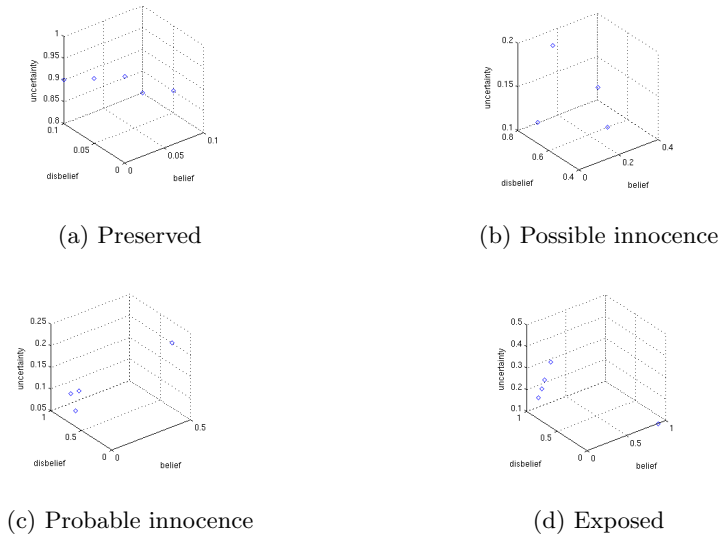 1
0.95
0.9
0.85
0.8
0.1
0.05
0
0
0.05
0.1
uncertainty
disbelief
belief
(a) Preserved
0.2
0.15
0.1
0.8
0.6
0.4
0
0.2
0.4
uncertainty
disbelief
belief
(b) Possible innocence
0.25
0.2
0.15
0.1
0.05
1
0.5
0
0
0.5
uncertainty
disbelief
belief
(c) Probable innocence
0.5
0.4
0.3
0.2
0.1
1
0.5
0
0
0.5
1
uncertainty
disbelief
belief
(d) Exposed